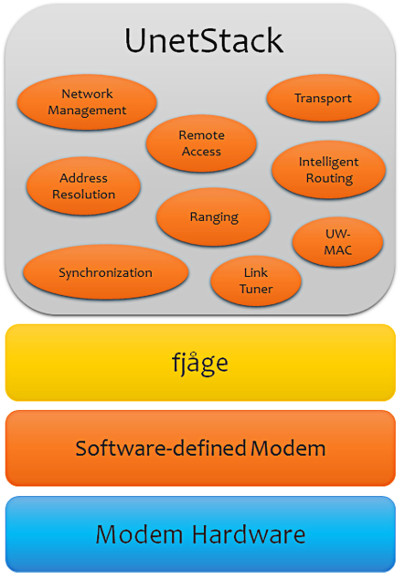 UnetStack
Network
Management
Transport
Remote
Access
Address
Resolution
Intelligent
Routing
Ranging
UW-
MAC
Synchronization
Link
Tuner
fjåge
Software-defined Modem
Modem Hardware